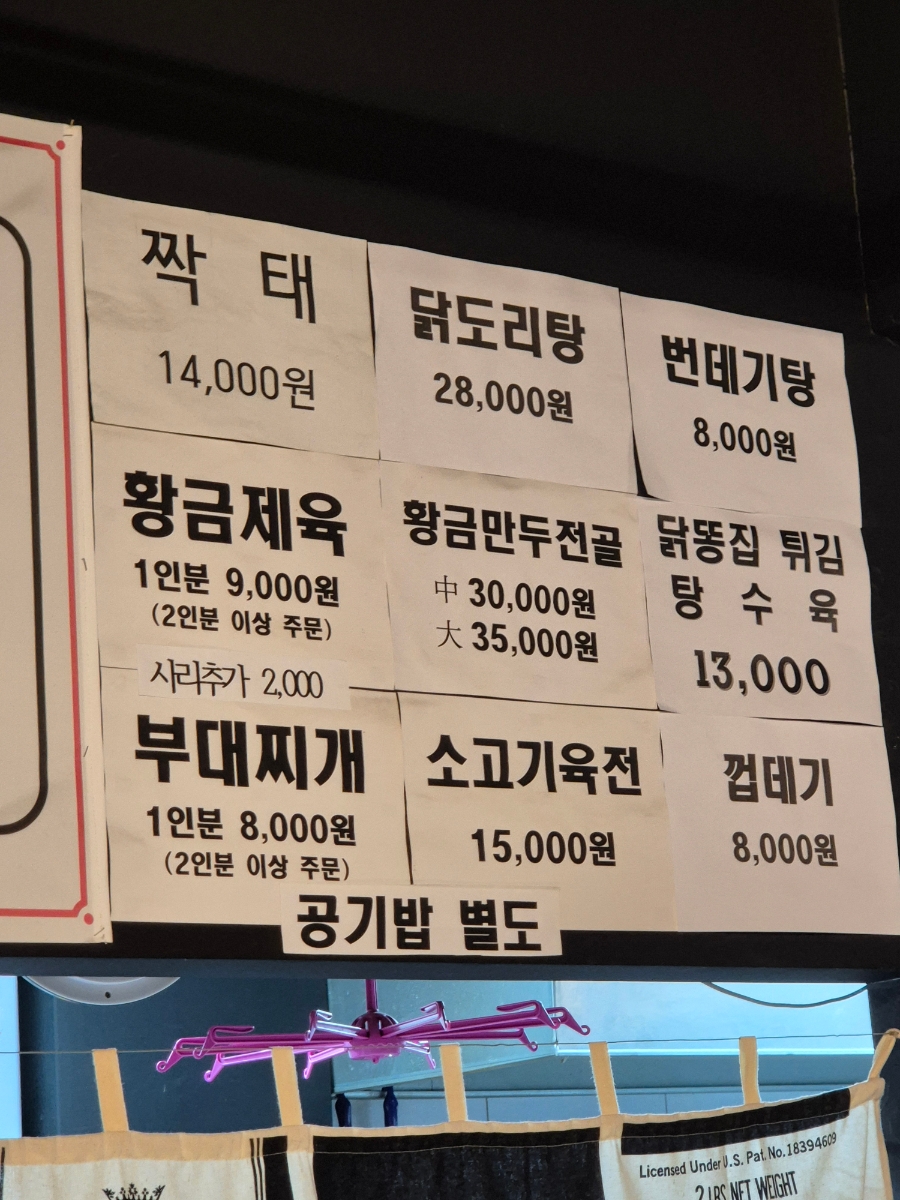 짝 태
14,000원
닭도리탕
28,000원
번데기탕
8,000원
황금제육
1인분 9,000원
(2인분 이상 주문)
사리추가 2,000
황금만두전골
中 30,000원
大 35,000원
닭똥집 튀김
탕 수 육
13,000
부대찌개
1인분 8,000원
(2인분 이상 주문)
소고기육전
15,000원
껍데기
8,000원
공기밥 별도
Licensed Under U.S. Pat. No. 18394609
2 LBS NET WEIGHT